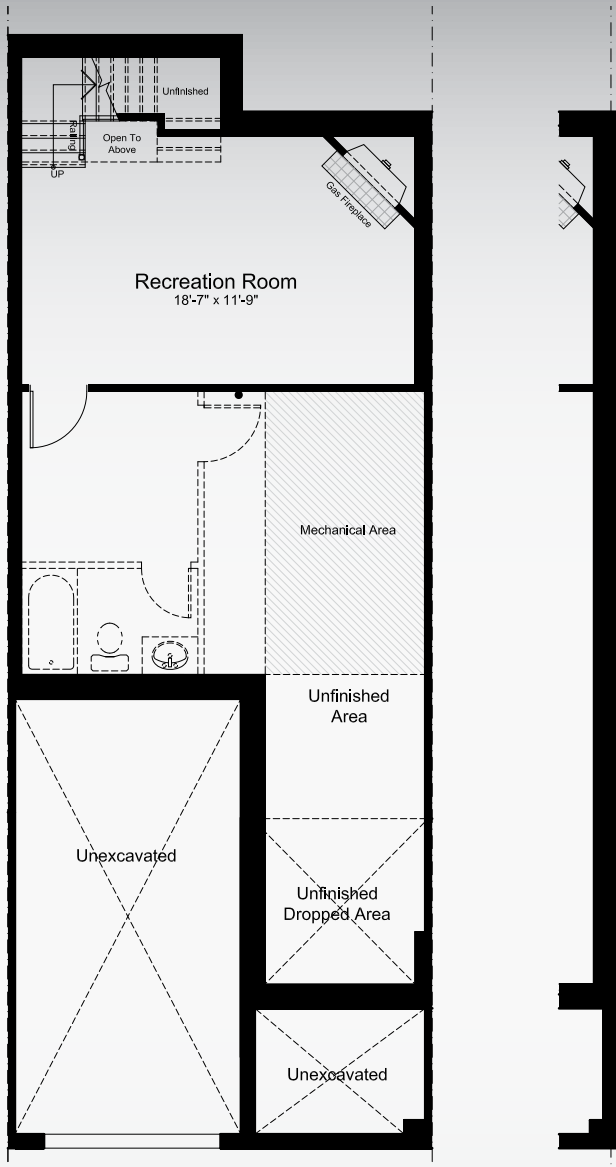 Unfinished
Railing
Open To
Above
UP
Gas Fireplace
Recreation Room
18'-7" x 11'-9"
Mechanical Area
Unfinished
Area
Unexcavated
Unfinished
Dropped Area
Unexcavated